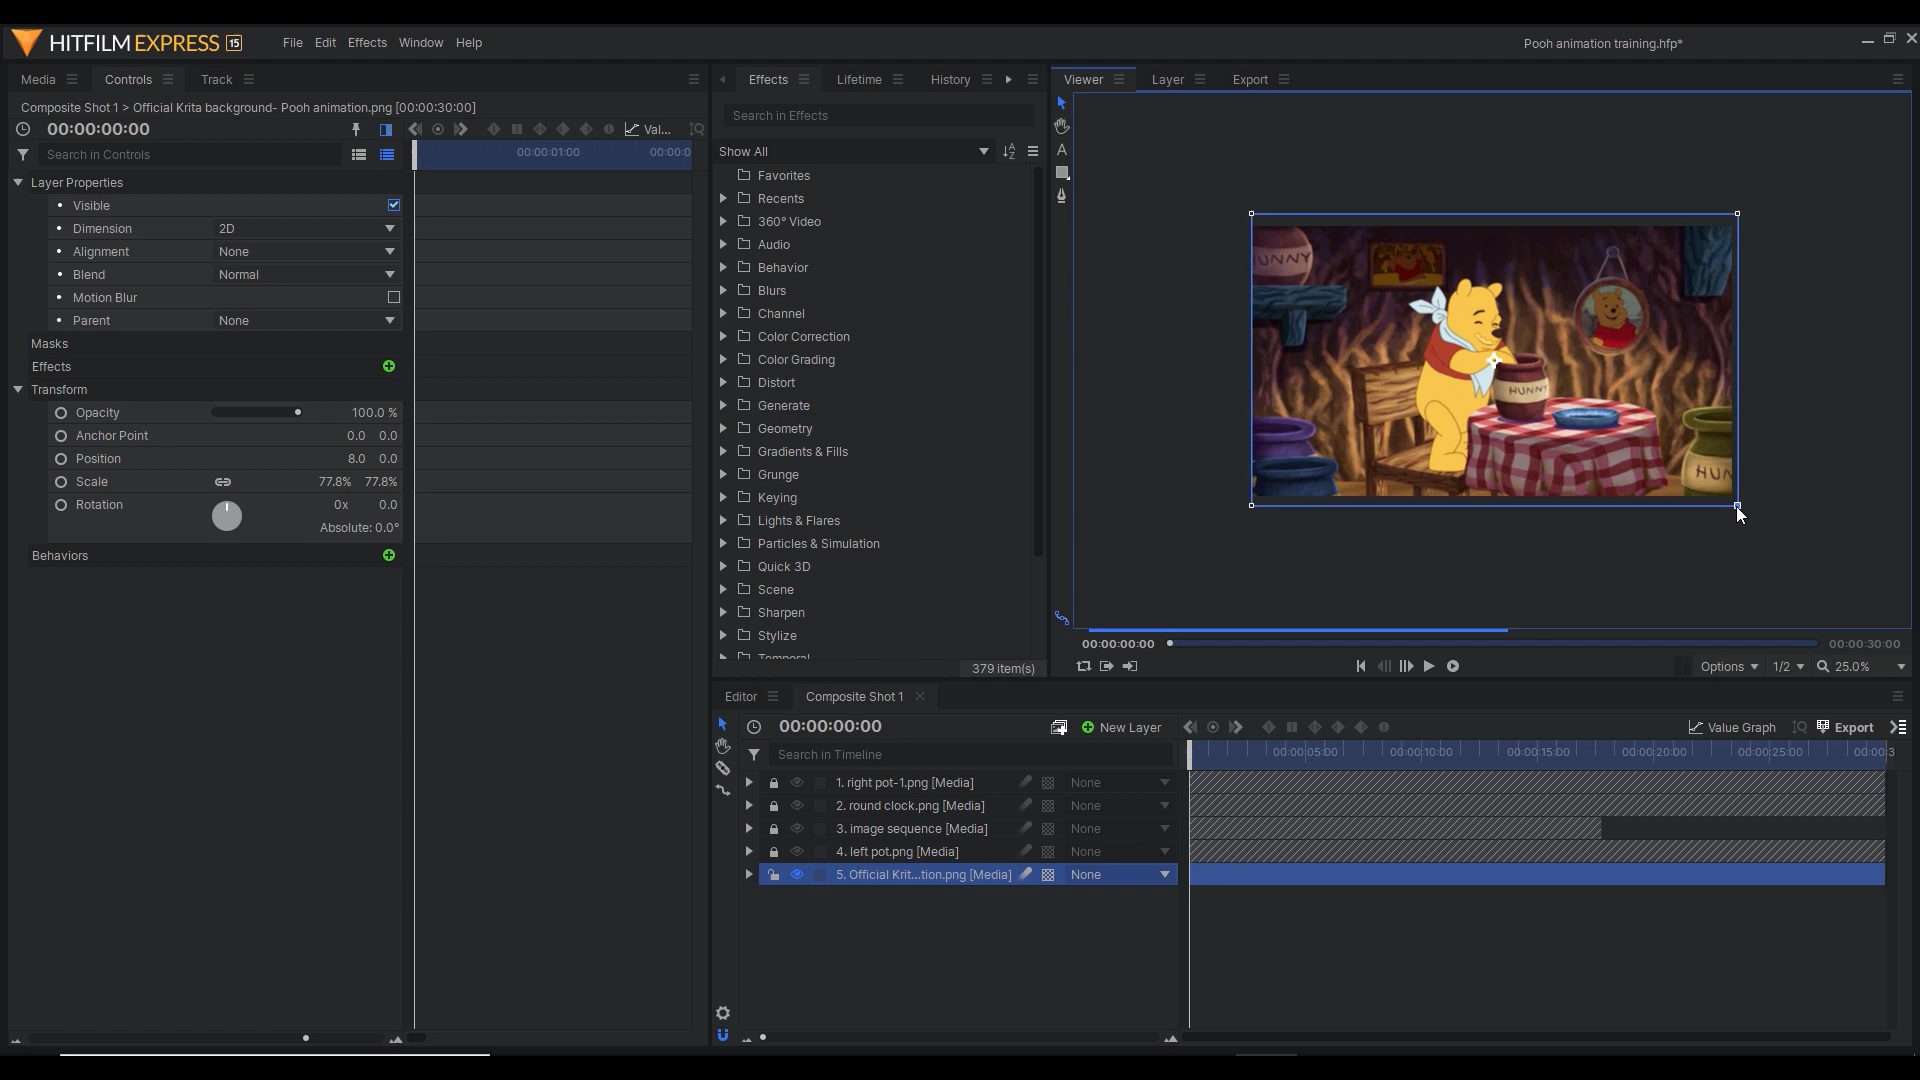 HITFILM EXPRESS 15
File Edit Effects Window Help
Pooh animation training.hfp*
Media Controls Track
Composite Shot 1 > Official Krita background- Pooh animation.png [00:00:30:00]
00:00:00:00
Val...
Search in Controls
00:00:01:00 00:00:0
Layer Properties
Visible
Dimension 2D
Alignment None
Blend Normal
Motion Blur
Parent None
Masks
Effects
Transform
Opacity 100.0 %
Anchor Point 0.0 0.0
Position 8.0 0.0
Scale 77.8% 77.8%
Rotation 0x 0.0
Absolute: 0.0°
Behaviors
Effects Lifetime History
Search in Effects
Show All
Favorites
Recents
360° Video
Audio
Behavior
Blurs
Channel
Color Correction
Color Grading
Distort
Generate
Geometry
Gradients & Fills
Grunge
Keying
Lights & Flares
Particles & Simulation
Quick 3D
Scene
Sharpen
Stylize
Temporal
379 item(s)
Viewer Layer Export
A
UNNY
HUNNY
HUN
00:00:00:00 00:00:30:00
Options 1/2 25.0%
Editor Composite Shot 1
00:00:00:00 New Layer Value Graph Export
Search in Timeline
00:00:05:00 00:00:10:00 00:00:15:00 00:00:20:00 00:00:25:00 00:00:3
1. right pot-1.png [Media] None
2. round clock.png [Media] None
3. image sequence [Media] None
4. left pot.png [Media] None
5. Official Krit...tion.png [Media] None